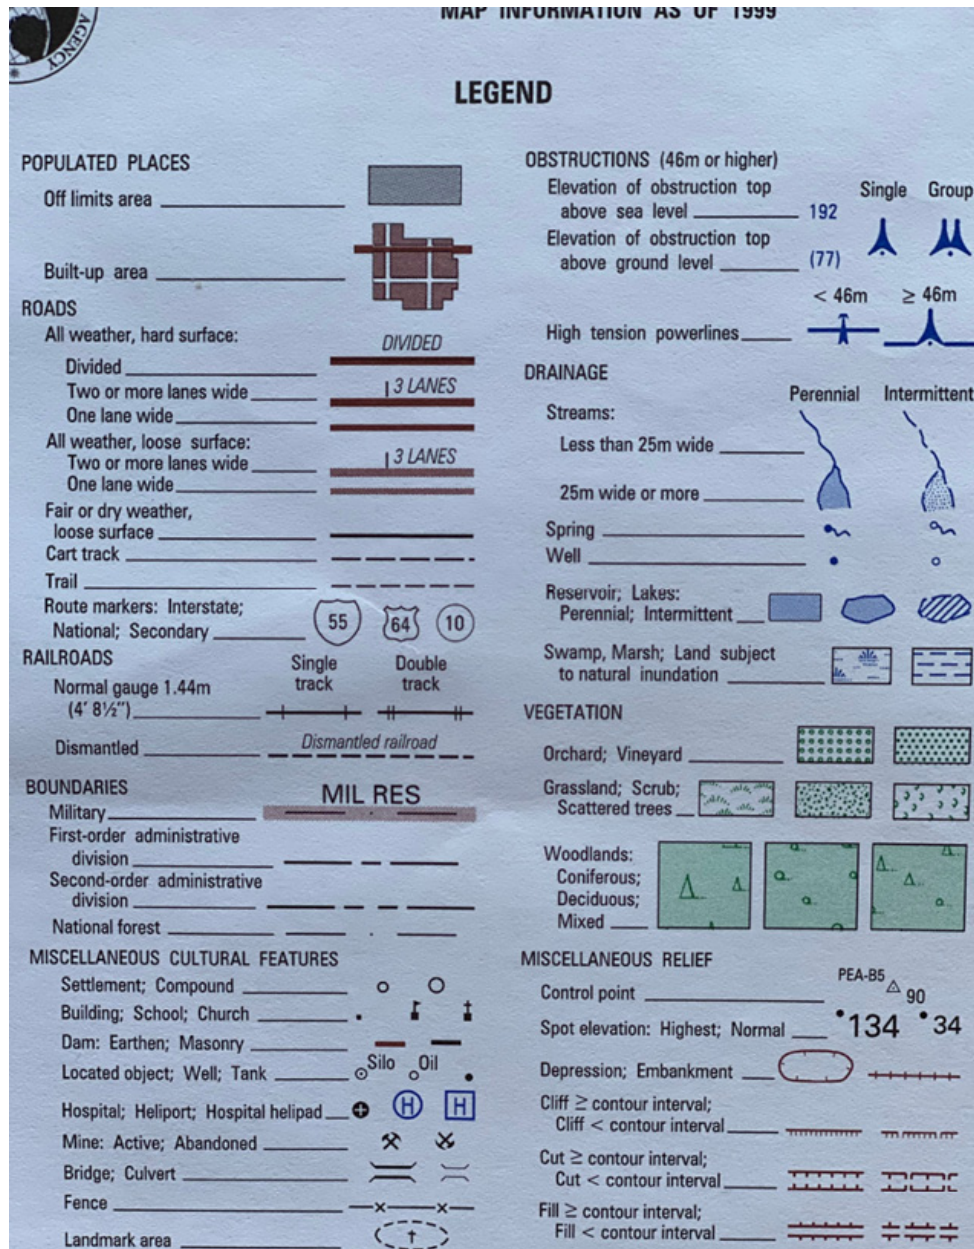 AGENCY
MAP INFORMATION AS OF 1999
LEGEND
POPULATED PLACES
Off limits area
Built-up area
ROADS
All weather, hard surface:
DIVIDED
Divided
Two or more lanes wide
3 LANES
One lane wide
All weather, loose surface:
Two or more lanes wide
3 LANES
One lane wide
Fair or dry weather,
loose surface
Cart track
Trail
Route markers: Interstate;
National; Secondary
55 64 10
RAILROADS
Single track
Double track
Normal gauge 1.44m
(4' 8½")
Dismantled
Dismantled railroad
BOUNDARIES
MIL RES
Military
First-order administrative
division
Second-order administrative
division
National forest
MISCELLANEOUS CULTURAL FEATURES
Settlement; Compound
Building; School; Church
Dam: Earthen; Masonry
Located object; Well; Tank
Silo Oil
Hospital; Heliport; Hospital helipad
H H
Mine: Active; Abandoned
Bridge; Culvert
Fence
Landmark area
OBSTRUCTIONS (46m or higher)
Elevation of obstruction top
above sea level 192
Single Group
Elevation of obstruction top
above ground level (77)
< 46m ≥ 46m
High tension powerlines
DRAINAGE
Perennial Intermittent
Streams:
Less than 25m wide
25m wide or more
Spring
Well
Reservoir; Lakes:
Perennial; Intermittent
Swamp, Marsh; Land subject
to natural inundation
VEGETATION
Orchard; Vineyard
Grassland; Scrub;
Scattered trees
Woodlands:
Coniferous;
Deciduous;
Mixed
MISCELLANEOUS RELIEF
PEA-B5
Control point
90
Spot elevation: Highest; Normal
134 34
Depression; Embankment
Cliff ≥ contour interval;
Cliff < contour interval
Cut ≥ contour interval;
Cut < contour interval
Fill ≥ contour interval;
Fill < contour interval